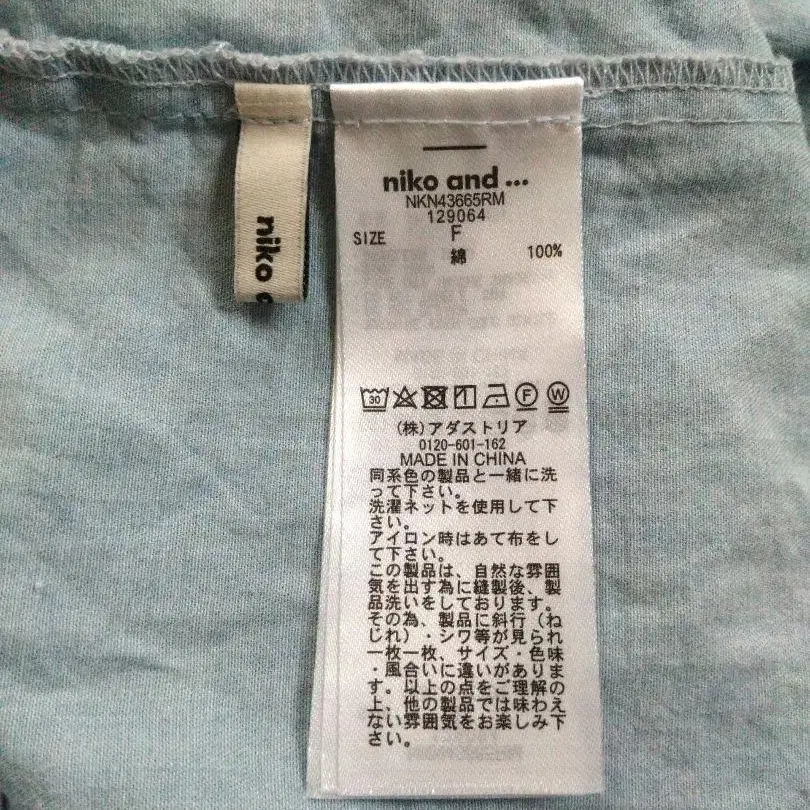 niko and ...
NKN43665RM
129064
SIZE F
綿 100%
30
F W
(株)アダストリア
0120-601-162
MADE IN CHINA
同系色の製品と一緒に洗
って下さい。
洗濯ネットを使用して下
さい。
アイロン時はあて布をし
て下さい。
この製品は、自然な雰囲
気を出す為に縫製後、製
品洗いをしております。
その為、製品に斜行(ね
じれ)・シワ等が見られ
一枚一枚、サイズ・色味
・風合いに違いがありま
す。以上の点をご理解の
上、他の製品では味わえ
ない雰囲気をお楽しみ下
さい。
niko